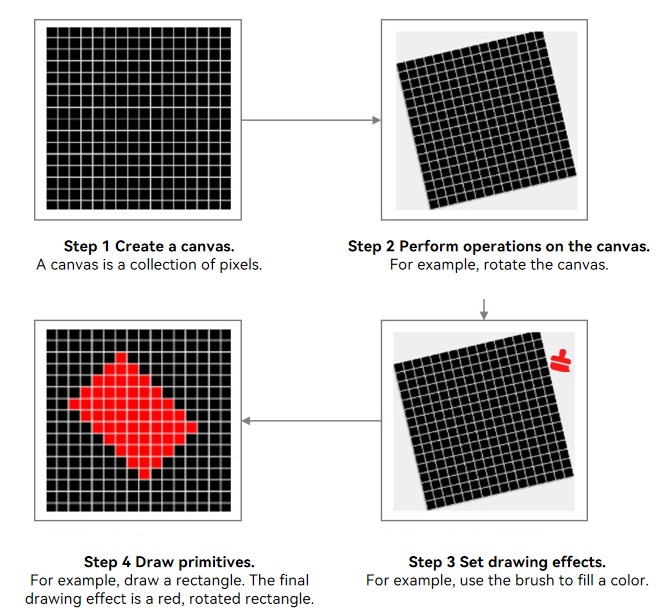 Step 1 Create a canvas.
A canvas is a collection of pixels.
Step 2 Perform operations on the canvas.
For example, rotate the canvas.
Step 4 Draw primitives.
For example, draw a rectangle. The final
drawing effect is a red, rotated rectangle.
Step 3 Set drawing effects.
For example, use the brush to fill a color.